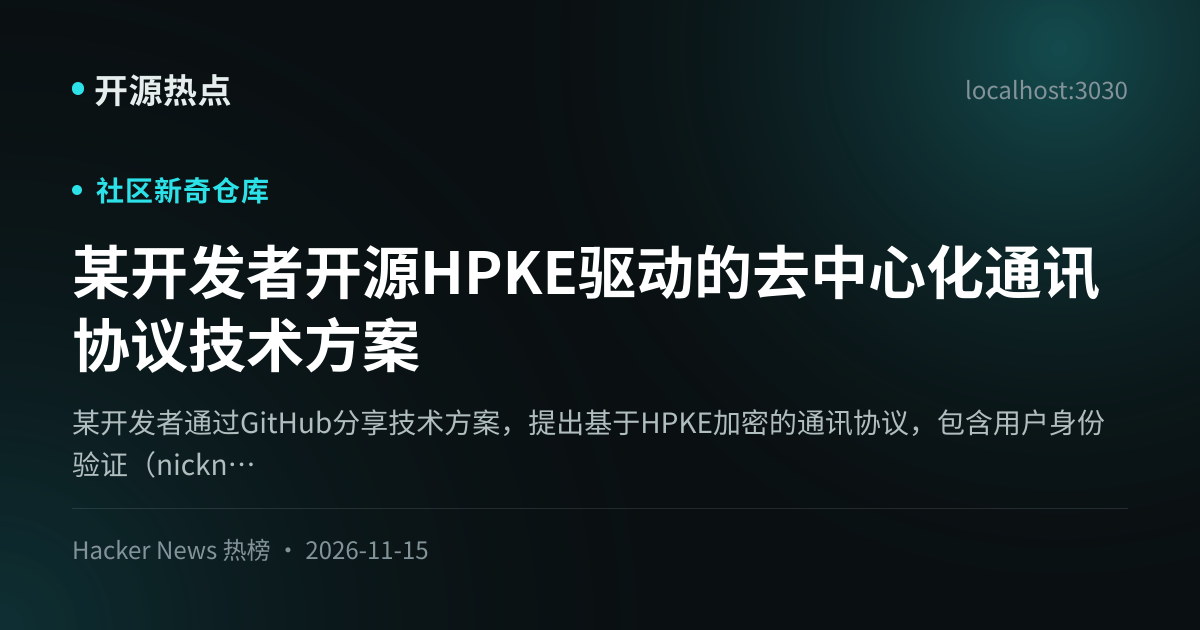 开源热点
localhost:3030
社区新奇仓库
某开发者开源HPKE驱动的去中心化通讯
协议技术方案
某开发者通过GitHub分享技术方案，提出基于HPKE加密的通讯协议，包含用户身份
验证（nickn…
Hacker News 热榜 • 2026-11-15